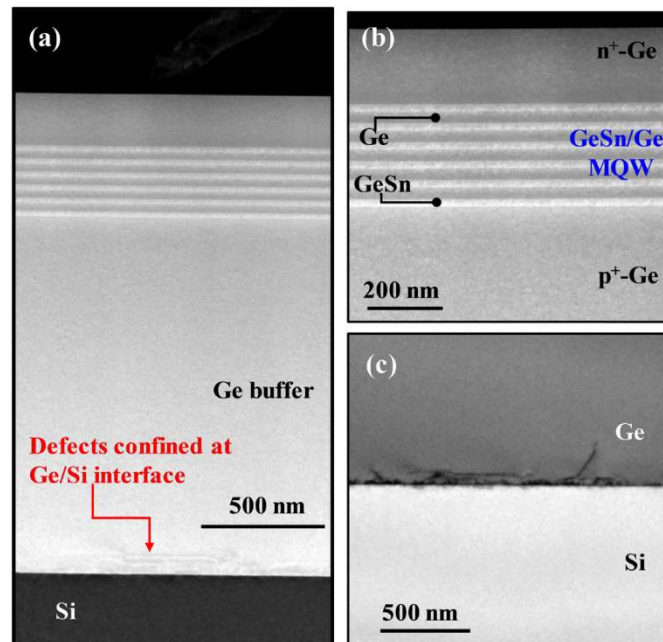 (a)
Ge buffer
Defects confined at
Ge/Si interface
500 nm
Si
(b)
n⁺-Ge
Ge
GeSn/Ge
MQW
GeSn
p⁺-Ge
200 nm
(c)
Ge
Si
500 nm